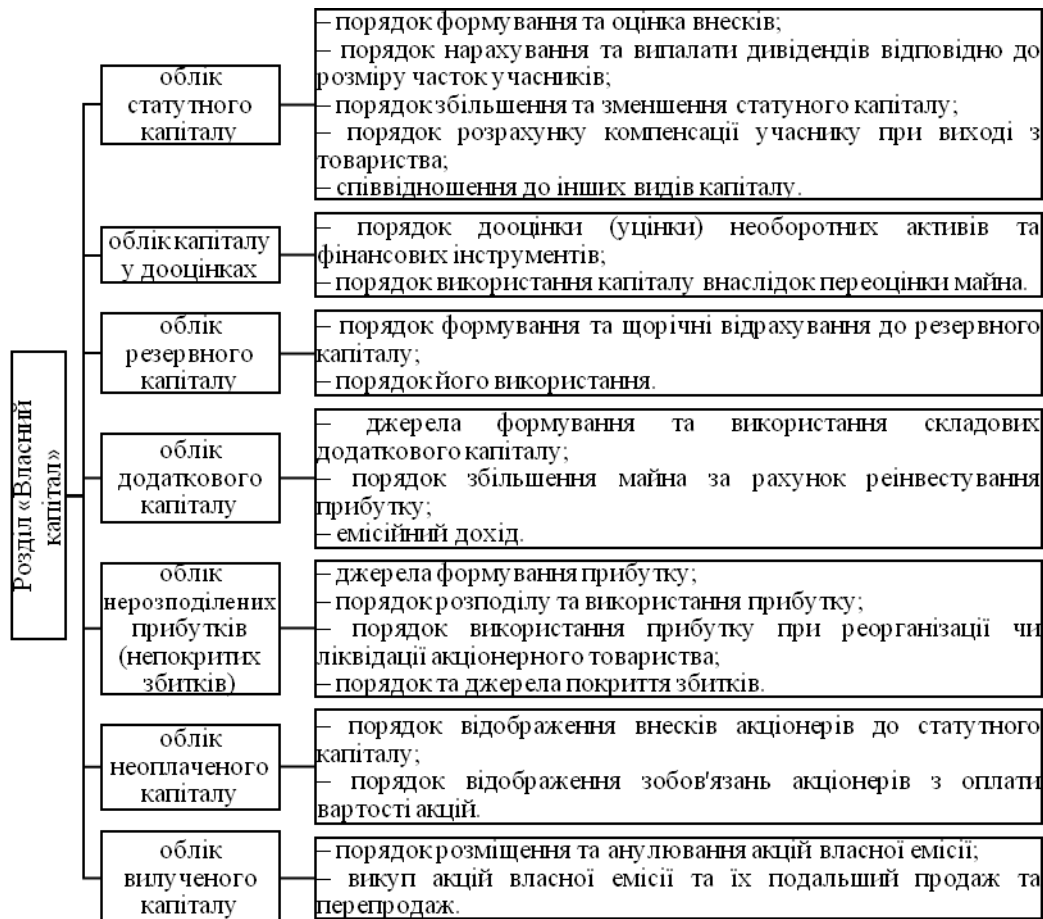 Розділ «Власний
капітал»
облік
статутного
капіталу
– порядок формування та оцінка внесків;
– порядок нарахування та випалати дивідендів відповідно до
розміру часток учасників;
– порядок збільшення та зменшення статуного капіталу;
– порядок розрахунку компенсації учаснику при виході з
товариства;
– співвідношення до інших видів капіталу.
облік капіталу
у дооцінках
– порядок дооцінки (уцінки) необоротних активів та
фінансових інструментів;
– порядок використання капіталу внаслідок переоцінки майна.
облік
резервного
капіталу
– порядок формування та щорічні відрахування до резервного
капіталу;
– порядок його використання.
облік
додаткового
капіталу
– джерела формування та використання складових
додаткового капіталу;
– порядок збільшення майна за рахунок реінвестування
прибутку;
– емісійний дохід.
облік
нерозподілених
прибутків
(непокритих
збитків)
– джерела формування прибутку;
– порядок розподілу та використання прибутку;
– порядок використання прибутку при реорганізації чи
ліквідації акціонерного товариства;
– порядок та джерела покриття збитків.
облік
неоплаченого
капіталу
– порядок відображення внесків акціонерів до статутного
капіталу;
– порядок відображення зобов'язань акціонерів з оплати
вартості акцій.
облік
вилученого
капіталу
– порядок розміщення та анулювання акцій власної емісії;
– викуп акцій власної емісії та їх подальший продаж та
перепродаж.